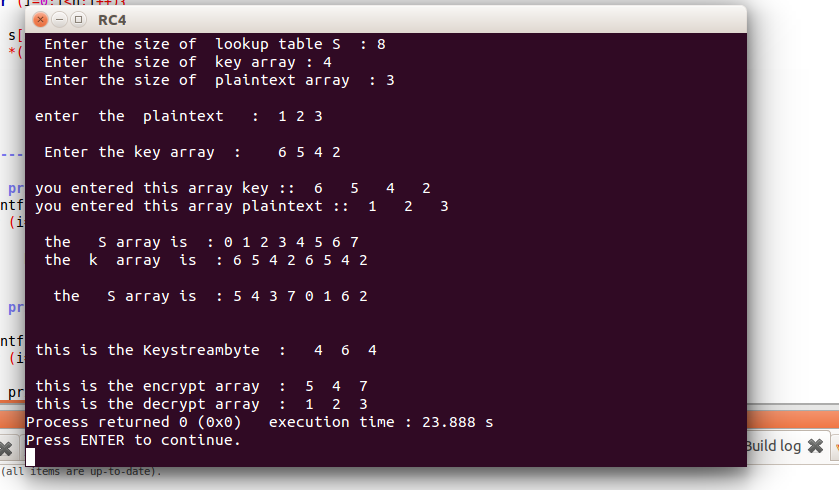 r (j=0;j<n;j++){
RC4
s[
*(
Enter the size of lookup table S : 8
Enter the size of key array : 4
Enter the size of plaintext array : 3
enter the plaintext : 1 2 3
Enter the key array : 6 5 4 2
you entered this array key :: 6 5 4 2
you entered this array plaintext :: 1 2 3
the S array is : 0 1 2 3 4 5 6 7
the k array is : 6 5 4 2 6 5 4 2
the S array is : 5 4 3 7 0 1 6 2
this is the Keystreambyte : 4 6 4
this is the encrypt array : 5 4 7
this is the decrypt array : 1 2 3
Process returned 0 (0x0) execution time : 23.888 s
Press ENTER to continue.
----
pr
ntf
(i=
pr
ntf
(i=
pr
Build log
(all items are up-to-date).